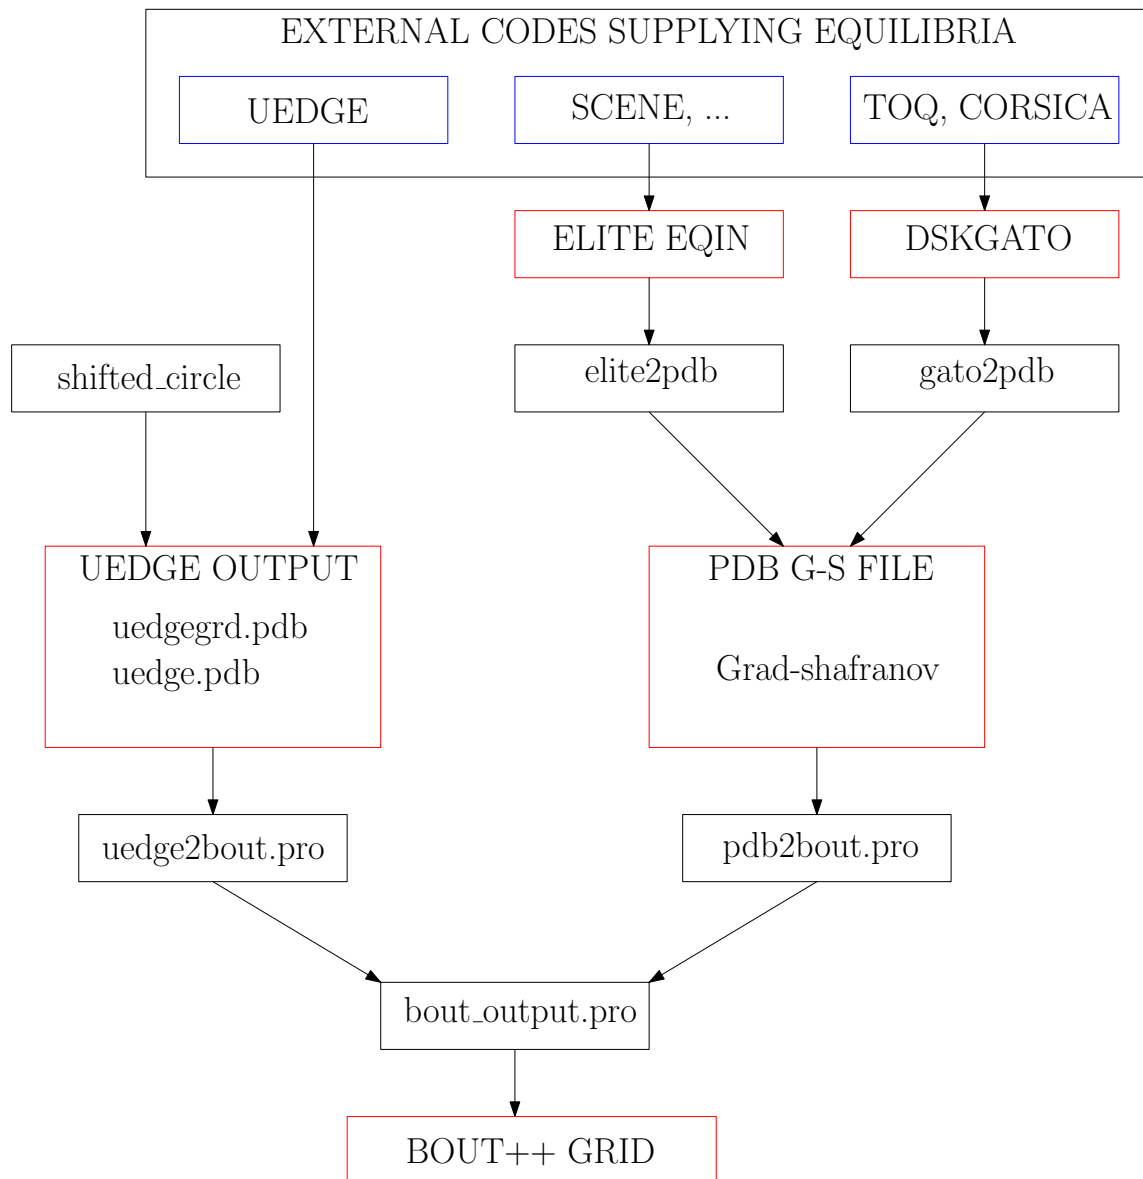 EXTERNAL CODES SUPPLYING EQUILIBRIA
UEDGE
SCENE, ...
TOQ, CORSICA
ELITE EQIN
DSKGATO
shifted_circle
elite2pdb
gato2pdb
UEDGE OUTPUT
uedgegrd.pdb
uedge.pdb
PDB G-S FILE
Grad-shafranov
uedge2bout.pro
pdb2bout.pro
bout_output.pro
BOUT++ GRID